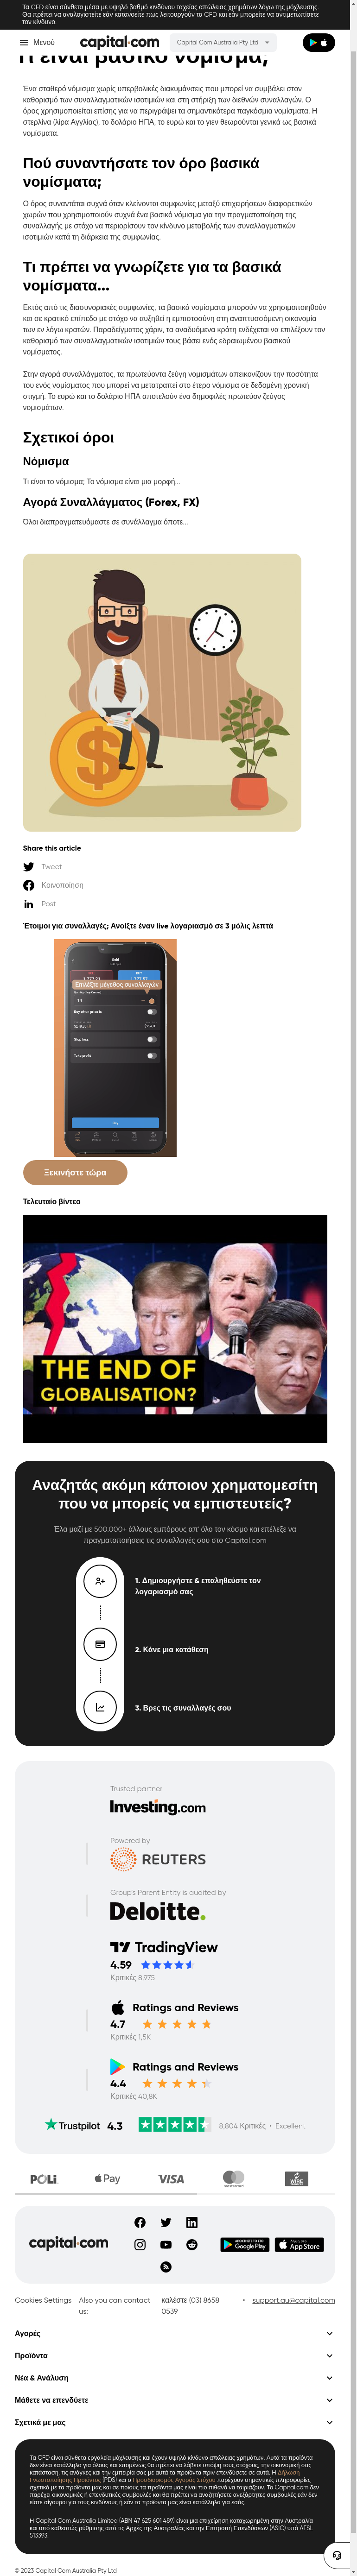 Τα CFD είναι σύνθετα μέσα με υψηλό βαθμό κινδύνου ταχείας απώλειας χρημάτων λόγω της μόχλευσης.
Θα πρέπει να αναλογιστείτε εάν κατανοείτε πως λειτουργούν τα CFD και εάν μπορείτε να αντιμετωπίσετε
τον κίνδυνο.
Μενού
capital.com
Capital Com Australia Pty Ltd
Τι είναι βασικό νόμισμα;
Ένα σταθερό νόμισμα χωρίς υπερβολικές διακυμάνσεις που μπορεί να συμβάλει στον
καθορισμό των συναλλαγματικών ισοτιμιών και στη στήριξη των διεθνών συναλλαγών. Ο
όρος χρησιμοποιείται επίσης για να περιγράψει τα σημαντικότερα παγκόσμια νομίσματα. Η
στερλίνα (λίρα Αγγλίας), το δολάριο ΗΠΑ, το ευρώ και το γιεν θεωρούνται γενικά ως βασικά
νομίσματα.
Πού συναντήσατε τον όρο βασικά
νομίσματα;
Ο όρος συναντάται συχνά όταν κλείνονται συμφωνίες μεταξύ επιχειρήσεων διαφορετικών
χωρών που χρησιμοποιούν συχνά ένα βασικό νόμισμα για την πραγματοποίηση της
συναλλαγής με στόχο να περιορίσουν τον κίνδυνο μεταβολής των συναλλαγματικών
ισοτιμιών κατά τη διάρκεια της συμφωνίας.
Τι πρέπει να γνωρίζετε για τα βασικά
νομίσματα...
Εκτός από τις διασυνοριακές συμφωνίες, τα βασικά νομίσματα μπορούν να χρησιμοποιηθούν
και σε κρατικό επίπεδο με στόχο να αυξηθεί η εμπιστοσύνη στη αναπτυσσόμενη οικονομία
των εν λόγω κρατών. Παραδείγματος χάριν, τα αναδυόμενα κράτη ενδέχεται να επιλέξουν τον
καθορισμό των συναλλαγματικών ισοτιμιών τους βάσει ενός εδραιωμένου βασικού
νομίσματος.
Στην αγορά συναλλάγματος, τα πρωτεύοντα ζεύγη νομισμάτων απεικονίζουν την ποσότητα
του ενός νομίσματος που μπορεί να μετατραπεί στο έτερο νόμισμα σε δεδομένη χρονική
στιγμή. Το ευρώ και το δολάριο ΗΠΑ αποτελούν ένα δημοφιλές πρωτεύον ζεύγος
νομισμάτων.
Σχετικοί όροι
Νόμισμα
Τι είναι το νόμισμα; Το νόμισμα είναι μια μορφή...
Αγορά Συναλλάγματος (Forex, FX)
Όλοι διαπραγματευόμαστε σε συνάλλαγμα όποτε...
Share this article
Tweet
Κοινοποίηση
Post
Έτοιμοι για συναλλαγές; Ανοίξτε έναν live λογαριασμό σε 3 μόλις λεπτά
Gold
Επιλέξτε μέγεθος συναλλαγών
14
Buy when price is
Stop loss
Take profit
Buy
Ξεκινήστε τώρα
Τελευταίο βίντεο
THE END OF
GLOBALISATION?
Αναζητάς ακόμη κάποιον χρηματομεσίτη
που να μπορείς να εμπιστευτείς?
Έλα μαζί με 500.000+ άλλους εμπόρους απ' όλο τον κόσμο και επέλεξε να
πραγματοποιήσεις τις συναλλαγές σου στο Capital.com
1. Δημιουργήστε & επαληθεύστε τον
λογαριασμό σας
2. Κάνε μια κατάθεση
3. Βρες τις συναλλαγές σου
Trusted partner
Investing.com
Powered by
REUTERS
Group's Parent Entity is audited by
Deloitte.
TradingView
4.59
Κριτικές 8,975
Ratings and Reviews
4.7
Κριτικές 1,5K
Ratings and Reviews
4.4
Κριτικές 40,8K
Trustpilot 4.3 8,804 Κριτικές • Excellent
POLi
Pay
VISA
mastercard
WIRE
capital.com
Google Play
App Store
Cookies Settings
Also you can contact us:
καλέστε (03) 8658 0539
•
support.au@capital.com
Αγορές
Προϊόντα
Νέα & Ανάλυση
Μάθετε να επενδύετε
Σχετικά με μας
Τα CFD είναι σύνθετα εργαλεία μόχλευσης και έχουν υψηλό κίνδυνο απώλειας χρημάτων. Αυτά τα προϊόντα
δεν είναι κατάλληλα για όλους και επομένως θα πρέπει να λάβετε υπόψη τους στόχους, την οικονομική σας
κατάσταση, τις ανάγκες και την εμπειρία σας με αυτά τα προϊόντα πριν επενδύσετε σε αυτά. Η Δήλωση
Γνωστοποίησης Προϊόντος (PDS) και ο Προσδιορισμός Αγοράς Στόχου παρέχουν σημαντικές πληροφορίες
σχετικά με τα προϊόντα μας και σε ποιους τα προϊόντα μας είναι πιο πιθανό να ταιριάζουν. Το Capital.com δεν
παρέχει οικονομικές ή επενδυτικές συμβουλές και θα πρέπει να αναζητήσετε ανεξάρτητες συμβουλές εάν δεν
είστε σίγουροι για τους κινδύνους ή εάν τα προϊόντα μας είναι κατάλληλα για εσάς.
Η Capital Com Australia Limited (ABN 47 625 601 489) είναι μια επιχείρηση καταχωρημένη στην Αυστραλία
και υπό καθεστώς ρύθμισης από τις Αρχές της Αυστραλίας και την Επιτροπή Επενδύσεων (ASIC) υπό AFSL
513393.
© 2023 Capital Com Australia Pty Ltd